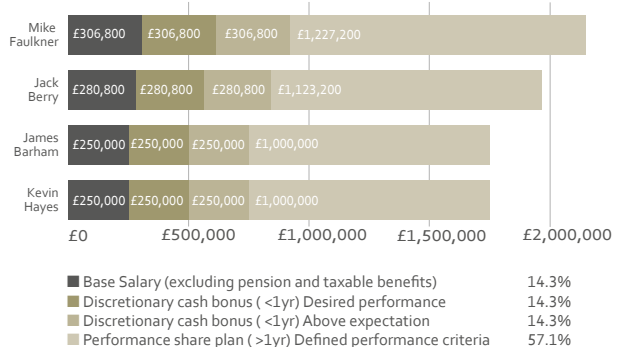 Mike
Faulkner
£306,800 £306,800 £306,800 £1,227,200
Jack
Berry
£280,800 £280,800 £280,800 £1,123,200
James
Barham
£250,000 £250,000 £250,000 £1,000,000
Kevin
Hayes
£250,000 £250,000 £250,000 £1,000,000
£0 £500,000 £1,000,000 £1,500,000 £2,000,000
Base Salary (excluding pension and taxable benefits) 14.3%
Discretionary cash bonus ( <1yr) Desired performance 14.3%
Discretionary cash bonus ( <1yr) Above expectation 14.3%
Performance share plan ( >1yr) Defined performance criteria 57.1%